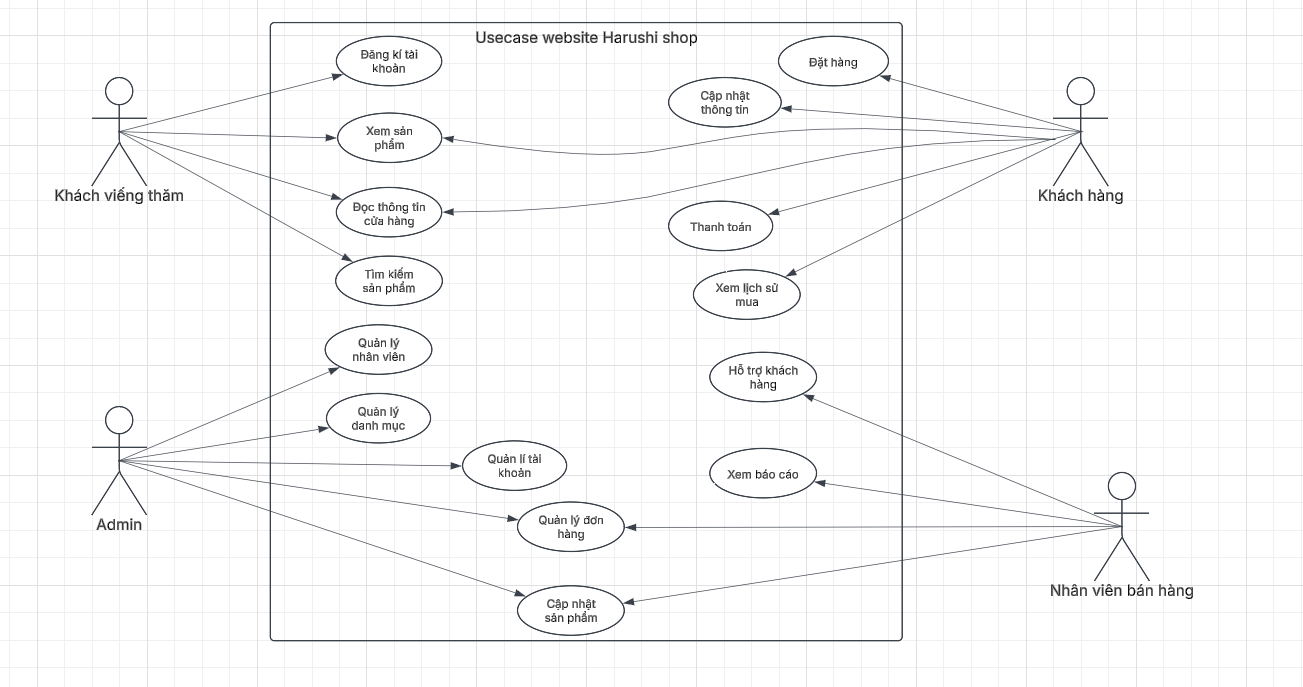 Usecase website Harushi shop
Đăng kí tài
khoản
Đặt hàng
Cập nhật
thông tin
Xem sản
phẩm
Khách viếng thăm
Khách hàng
Đọc thông tin
cửa hàng
Thanh toán
Tìm kiếm
sản phẩm
Xem lịch sử
mua
Quản lý
nhân viên
Hỗ trợ khách
hàng
Quản lý
danh mục
Quản lí tài
khoản
Xem báo cáo
Admin
Quản lý đơn
hàng
Nhân viên bán hàng
Cập nhật
sản phẩm